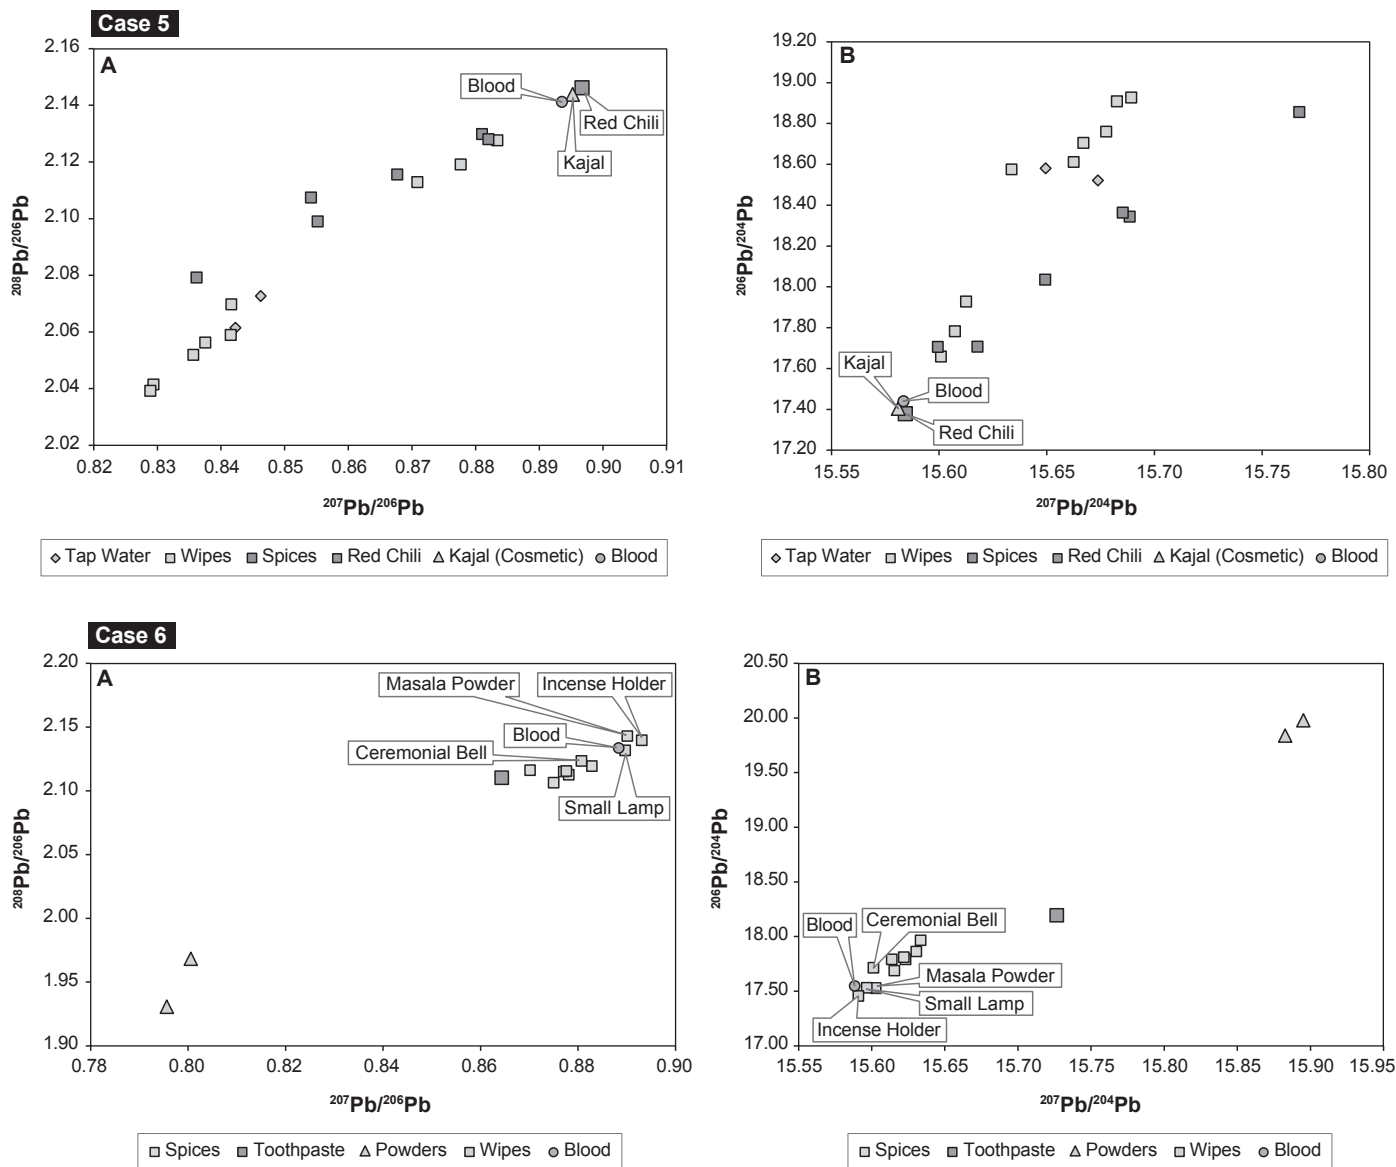 Case 5
A
2.16
2.14
2.12
2.10
2.08
2.06
2.04
2.02
0.82 0.83 0.84 0.85 0.86 0.87 0.88 0.89 0.90 0.91
²⁰⁸Pb/²⁰⁶Pb
²⁰⁷Pb/²⁰⁶Pb
Blood
Red Chili
Kajal
Tap Water Wipes Spices Red Chili Kajal (Cosmetic) Blood
B
19.20
19.00
18.80
18.60
18.40
18.20
18.00
17.80
17.60
17.40
17.20
15.55 15.60 15.65 15.70 15.75 15.80
²⁰⁶Pb/²⁰⁴Pb
²⁰⁷Pb/²⁰⁴Pb
Kajal
Blood
Red Chili
Tap Water Wipes Spices Red Chili Kajal (Cosmetic) Blood
Case 6
A
2.20
2.15
2.10
2.05
2.00
1.95
1.90
0.78 0.80 0.82 0.84 0.86 0.88 0.90
²⁰⁸Pb/²⁰⁶Pb
²⁰⁷Pb/²⁰⁶Pb
Masala Powder
Incense Holder
Blood
Ceremonial Bell
Small Lamp
Spices Toothpaste Powders Wipes Blood
B
20.50
20.00
19.50
19.00
18.50
18.00
17.50
17.00
15.55 15.60 15.65 15.70 15.75 15.80 15.85 15.90 15.95
²⁰⁶Pb/²⁰⁴Pb
²⁰⁷Pb/²⁰⁴Pb
Blood
Ceremonial Bell
Masala Powder
Small Lamp
Incense Holder
Spices Toothpaste Powders Wipes Blood